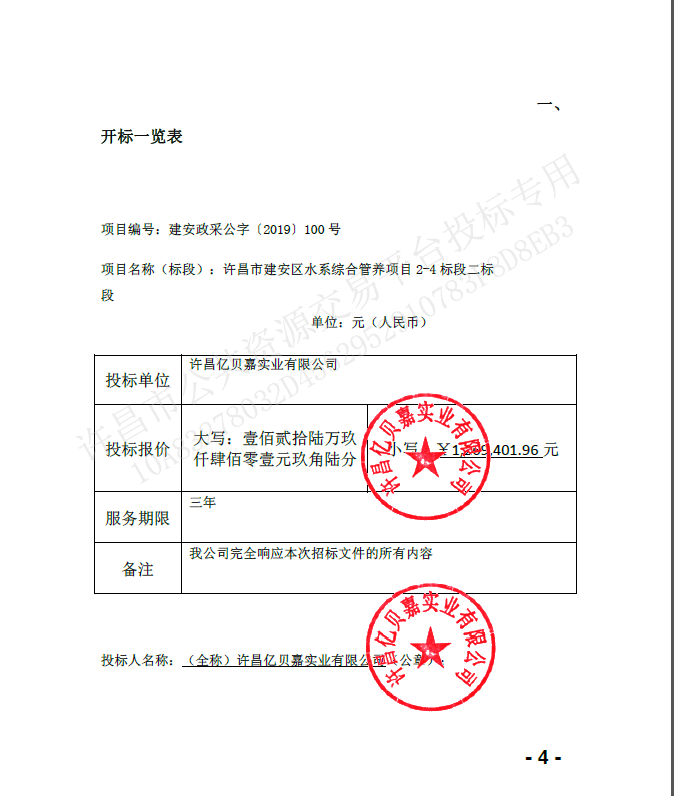 一、
开标一览表
项目编号：建安政采公字〔2019〕100 号
项目名称（标段）：许昌市建安区水系综合管养项目 2-4 标段二标
段
单位：元（人民币）
投标单位
许昌亿贝嘉实业有限公司
投标报价
大写：壹佰贰拾陆万玖
仟肆佰零壹元玖角陆分
小写 ￥1,269,401.96 元
许昌亿贝嘉实业有限公司
服务期限
三年
备注
我公司完全响应本次招标文件的所有内容
投标人名称：（全称）许昌亿贝嘉实业有限公司（公章）：
许昌亿贝嘉实业有限公司
- 4 -
许昌市公共资源交易平台投标专用